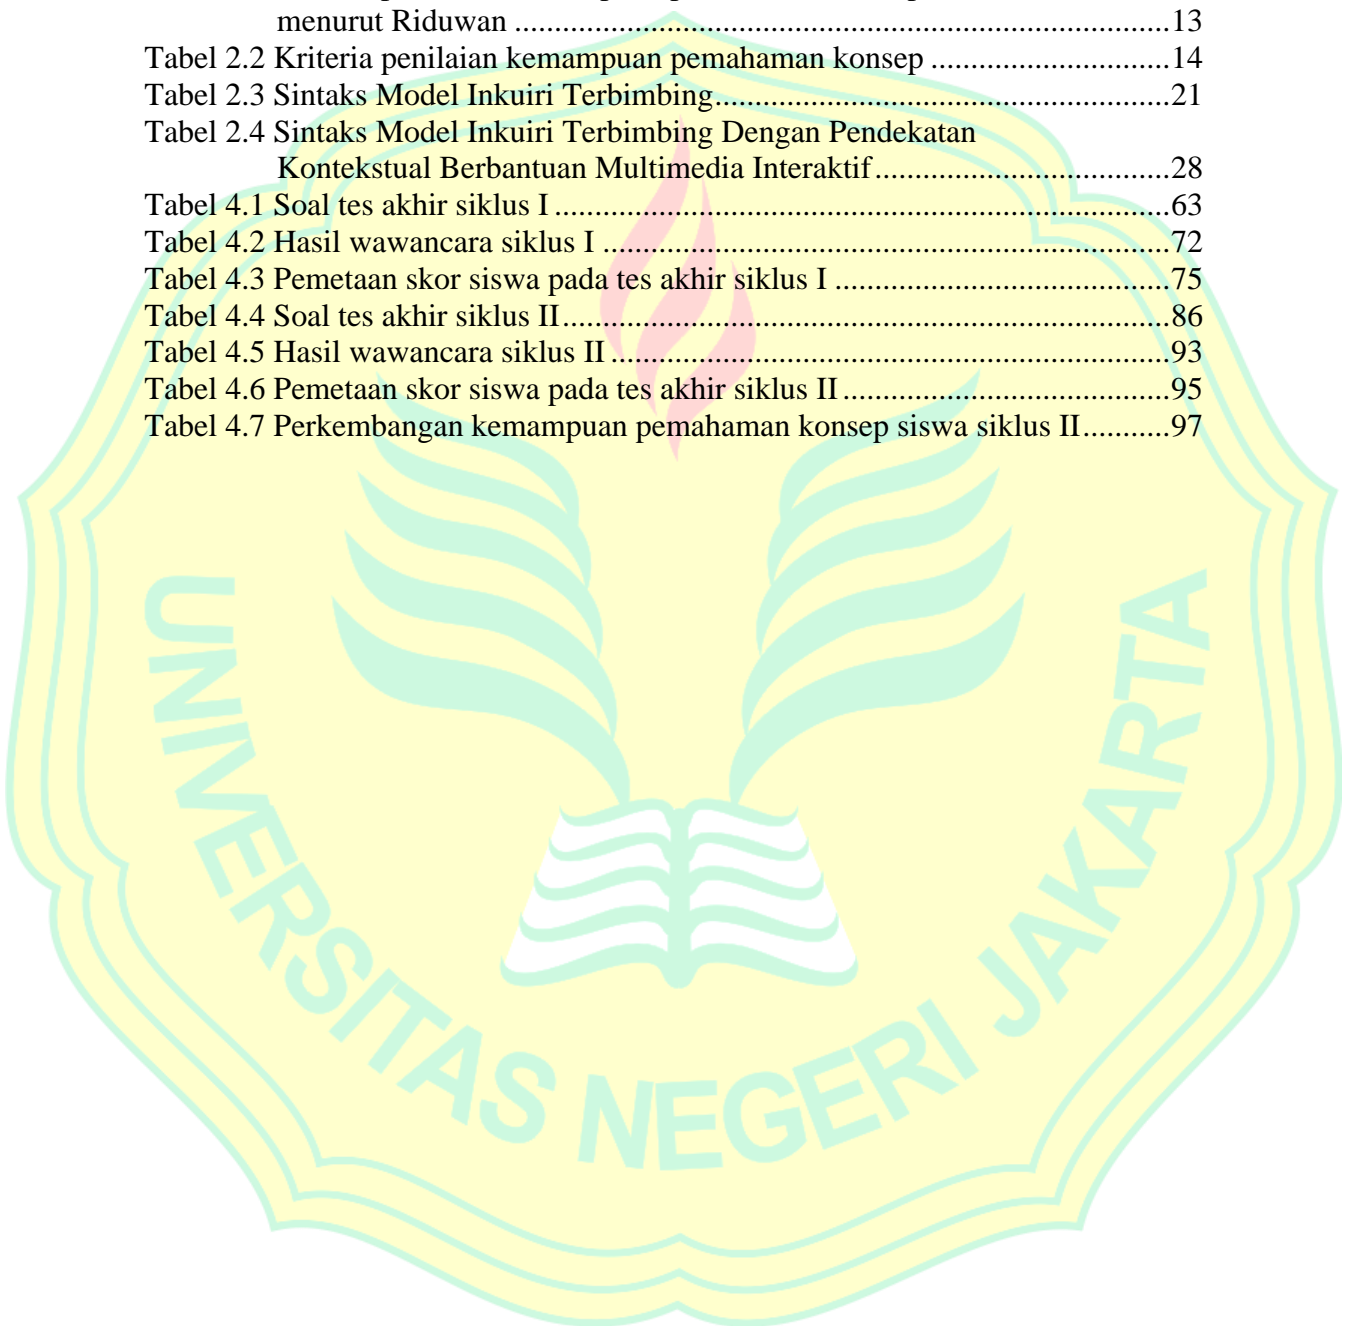 menurut Riduwan ................................................................................13
Tabel 2.2 Kriteria penilaian kemampuan pemahaman konsep ..............................14
Tabel 2.3 Sintaks Model Inkuiri Terbimbing.........................................................21
Tabel 2.4 Sintaks Model Inkuiri Terbimbing Dengan Pendekatan
Kontekstual Berbantuan Multimedia Interaktif.....................................28
Tabel 4.1 Soal tes akhir siklus I .............................................................................63
Tabel 4.2 Hasil wawancara siklus I .......................................................................72
Tabel 4.3 Pemetaan skor siswa pada tes akhir siklus I ..........................................75
Tabel 4.4 Soal tes akhir siklus II............................................................................86
Tabel 4.5 Hasil wawancara siklus II ......................................................................93
Tabel 4.6 Pemetaan skor siswa pada tes akhir siklus II .........................................95
Tabel 4.7 Perkembangan kemampuan pemahaman konsep siswa siklus II...........97
UNIVERSITAS NEGERI JAKARTA